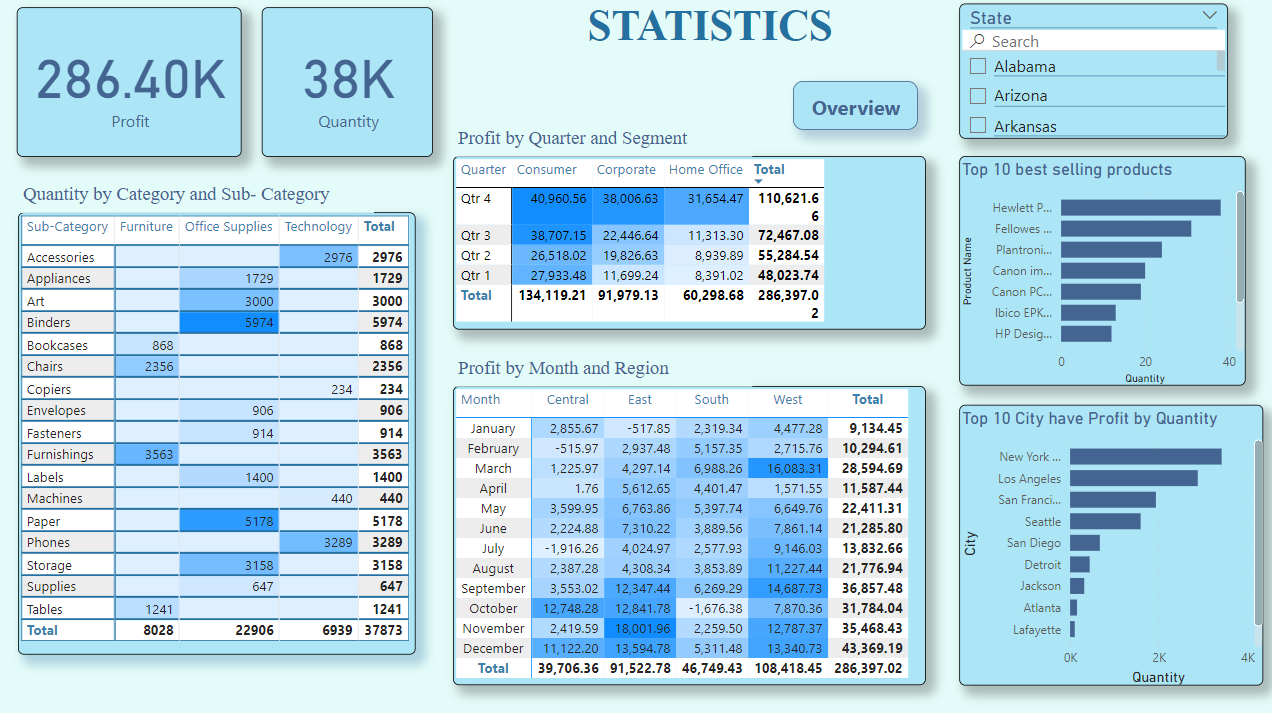 STATISTICS
286.40K
Profit
38K
Quantity
Overview
State
Search
Alabama
Arizona
Arkansas
Quantity by Category and Sub- Category
Sub-Category Furniture Office Supplies Technology Total
Accessories 2976 2976
Appliances 1729 1729
Art 3000 3000
Binders 5974 5974
Bookcases 868 868
Chairs 2356 2356
Copiers 234 234
Envelopes 906 906
Fasteners 914 914
Furnishings 3563 3563
Labels 1400 1400
Machines 440 440
Paper 5178 5178
Phones 3289 3289
Storage 3158 3158
Supplies 647 647
Tables 1241 1241
Total 8028 22906 6939 37873
Profit by Quarter and Segment
Quarter Consumer Corporate Home Office Total
Qtr 4 40,960.56 38,006.63 31,654.47 110,621.6
6
Qtr 3 38,707.15 22,446.64 11,313.30 72,467.08
Qtr 2 26,518.02 19,826.63 8,939.89 55,284.54
Qtr 1 27,933.48 11,699.24 8,391.02 48,023.74
Total 134,119.21 91,979.13 60,298.68 286,397.0
2
Profit by Month and Region
Month Central East South West Total
January 2,855.67 -517.85 2,319.34 4,477.28 9,134.45
February -515.97 2,937.48 5,157.35 2,715.76 10,294.61
March 1,225.97 4,297.14 6,988.26 16,083.31 28,594.69
April 1.76 5,612.65 4,401.47 1,571.55 11,587.44
May 3,599.95 6,763.86 5,397.74 6,649.76 22,411.31
June 2,224.88 7,310.22 3,889.56 7,861.14 21,285.80
July -1,916.26 4,024.97 2,577.93 9,146.03 13,832.66
August 2,387.28 4,308.34 3,853.89 11,227.44 21,776.94
September 3,553.02 12,347.44 6,269.29 14,687.73 36,857.48
October 12,748.28 12,841.78 -1,676.38 7,870.36 31,784.04
November 2,419.59 18,001.96 2,259.50 12,787.37 35,468.43
December 11,122.20 13,594.78 5,311.48 13,340.73 43,369.19
Total 39,706.36 91,522.78 46,749.43 108,418.45 286,397.02
Top 10 best selling products
Product Name
Hewlett P...
Fellowes ...
Plantroni...
Canon im...
Canon PC...
Ibico EPK...
HP Desig...
0 20 40
Quantity
Top 10 City have Profit by Quantity
City
New York ...
Los Angeles
San Franci...
Seattle
San Diego
Detroit
Jackson
Atlanta
Lafayette
0K 2K 4K
Quantity